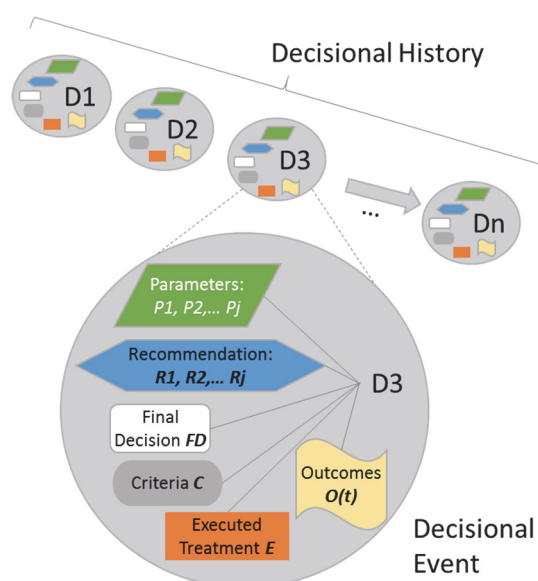 Decisional History
D1
D2
D3
...
Dn
Parameters:
P1, P2,... Pj
Recommendation:
R1, R2,... Rj
D3
Final
Decision FD
Criteria C
Outcomes
O(t)
Executed
Treatment E
Decisional
Event